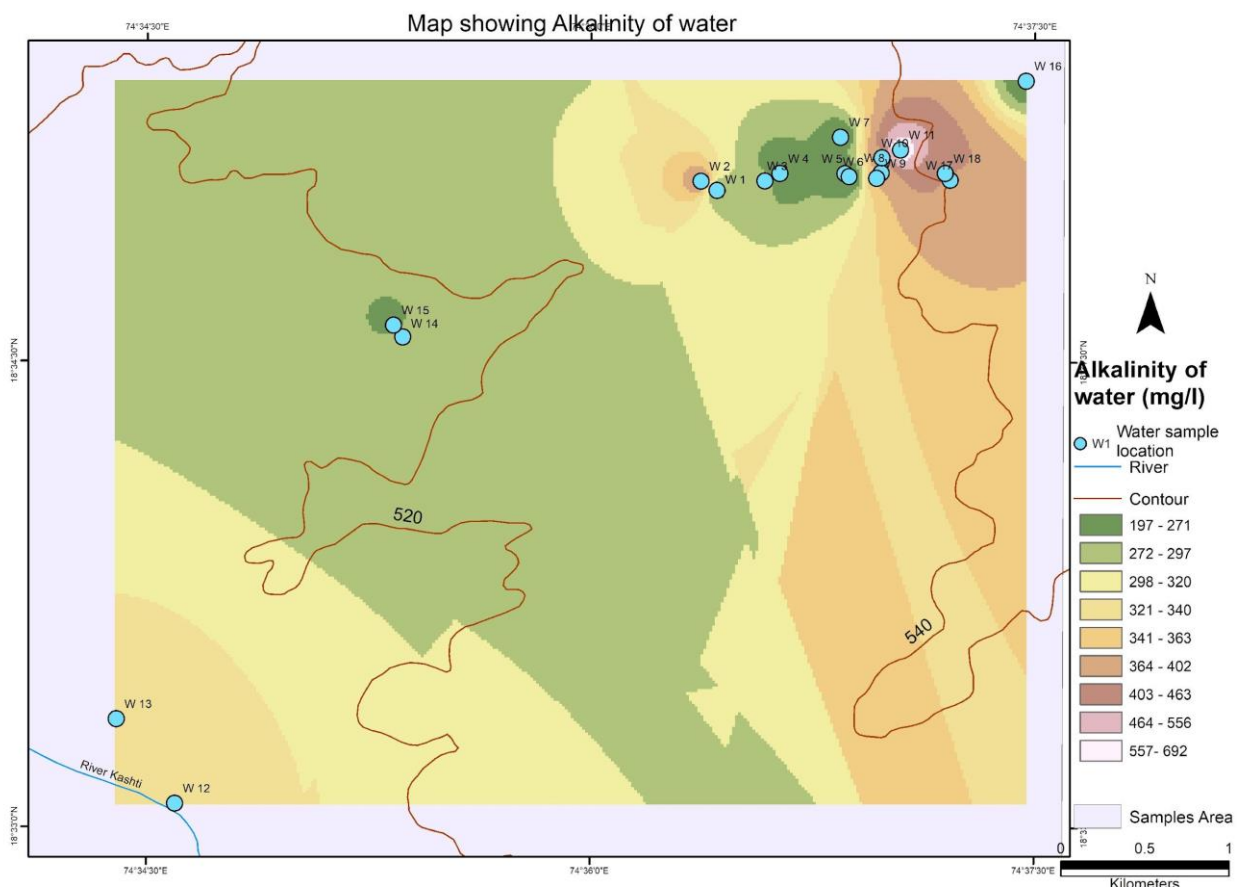 Map showing Alkalinity of water
74°34'30"E
74°37'30"E
W 16
W 7
W 11
W 10
W 2
W 3
W 4
W 5
W 6
W 8
W 9
W 17
W 18
W 1
W 15
W 14
18°34'30"N
N
Alkalinity of
water (mg/l)
W1 Water sample
location
River
Contour
520
197 - 271
272 - 297
298 - 320
321 - 340
341 - 363
540
364 - 402
403 - 463
464 - 556
557- 692
W 13
River Kashti
W 12
18°33'0"N
Samples Area
0 0.5 1
Kilometers
74°34'30"E
74°36'0"E
74°37'30"E